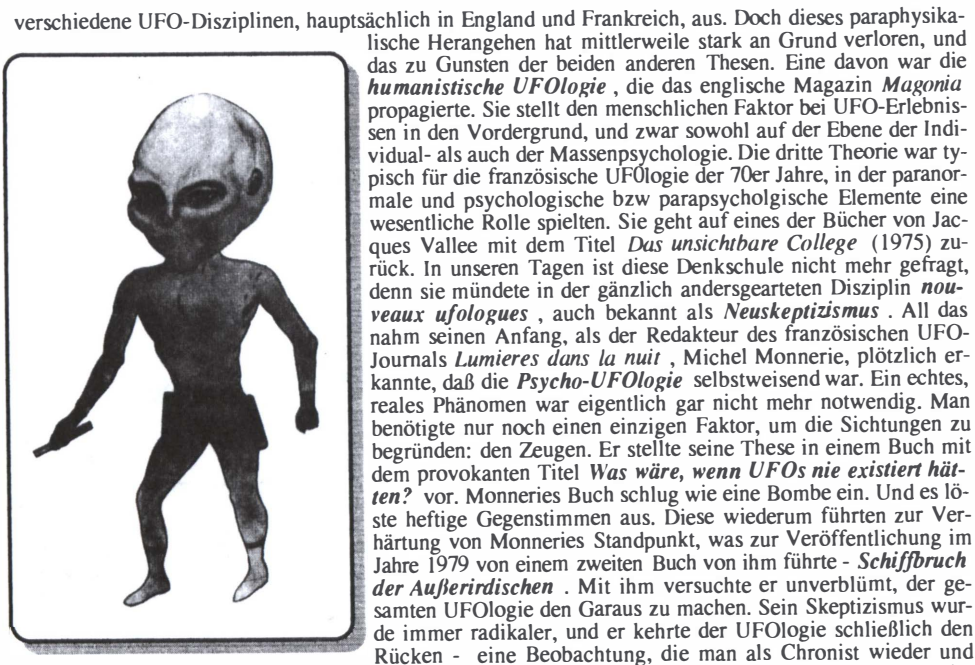 verschiedene UFO-Disziplinen, hauptsächlich in England und Frankreich, aus. Doch dieses paraphysika-
lische Herangehen hat mittlerweile stark an Grund verloren, und
das zu Gunsten der beiden anderen Thesen. Eine davon war die
humanistische UFOlogie , die das englische Magazin Magonia
propagierte. Sie stellt den menschlichen Faktor bei UFO-Erlebnis-
sen in den Vordergrund, und zwar sowohl auf der Ebene der Indi-
vidual- als auch der Massenpsychologie. Die dritte Theorie war ty-
pisch für die französische UFOlogie der 70er Jahre, in der paranor-
male und psychologische bzw parapsycholgische Elemente eine
wesentliche Rolle spielten. Sie geht auf eines der Bücher von Jac-
ques Vallee mit dem Titel Das unsichtbare College (1975) zu-
rück. In unseren Tagen ist diese Denkschule nicht mehr gefragt,
denn sie mündete in der gänzlich andersgearteten Disziplin nou-
veaux ufologues , auch bekannt als Neuskeptizismus . All das
nahm seinen Anfang, als der Redakteur des französischen UFO-
Journals Lumieres dans la nuit , Michel Monnerie, plötzlich er-
kannte, daß die Psycho-UFOlogie selbstweisend war. Ein echtes,
reales Phänomen war eigentlich gar nicht mehr notwendig. Man
benötigte nur noch einen einzigen Faktor, um die Sichtungen zu
begründen: den Zeugen. Er stellte seine These in einem Buch mit
dem provokanten Titel Was wäre, wenn UFOs nie existiert hät-
ten? vor. Monneries Buch schlug wie eine Bombe ein. Und es lö-
ste heftige Gegenstimmen aus. Diese wiederum führten zur Ver-
härtung von Monneries Standpunkt, was zur Veröffentlichung im
Jahre 1979 von einem zweiten Buch von ihm führte - Schiffbruch
der Außerirdischen . Mit ihm versuchte er unverblümt, der ge-
samten UFOlogie den Garaus zu machen. Sein Skeptizismus wur-
de immer radikaler, und er kehrte der UFOlogie schließlich den
Rücken - eine Beobachtung, die man als Chronist wieder und